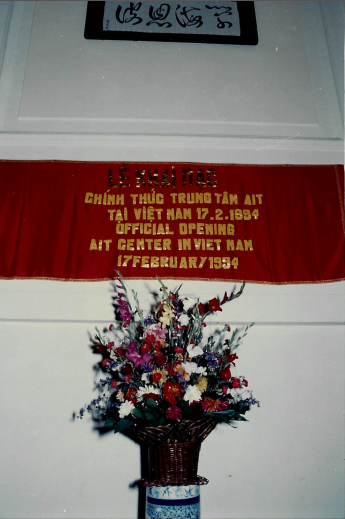 LỄ KHAI MẠC
CHÍNH THỨC TRUNG TÂM AIT
TẠI VIỆT NAM 17.2.1994
OFFICIAL OPENING
AIT CENTER IN VIET NAM
17 FEBRUARY 1994